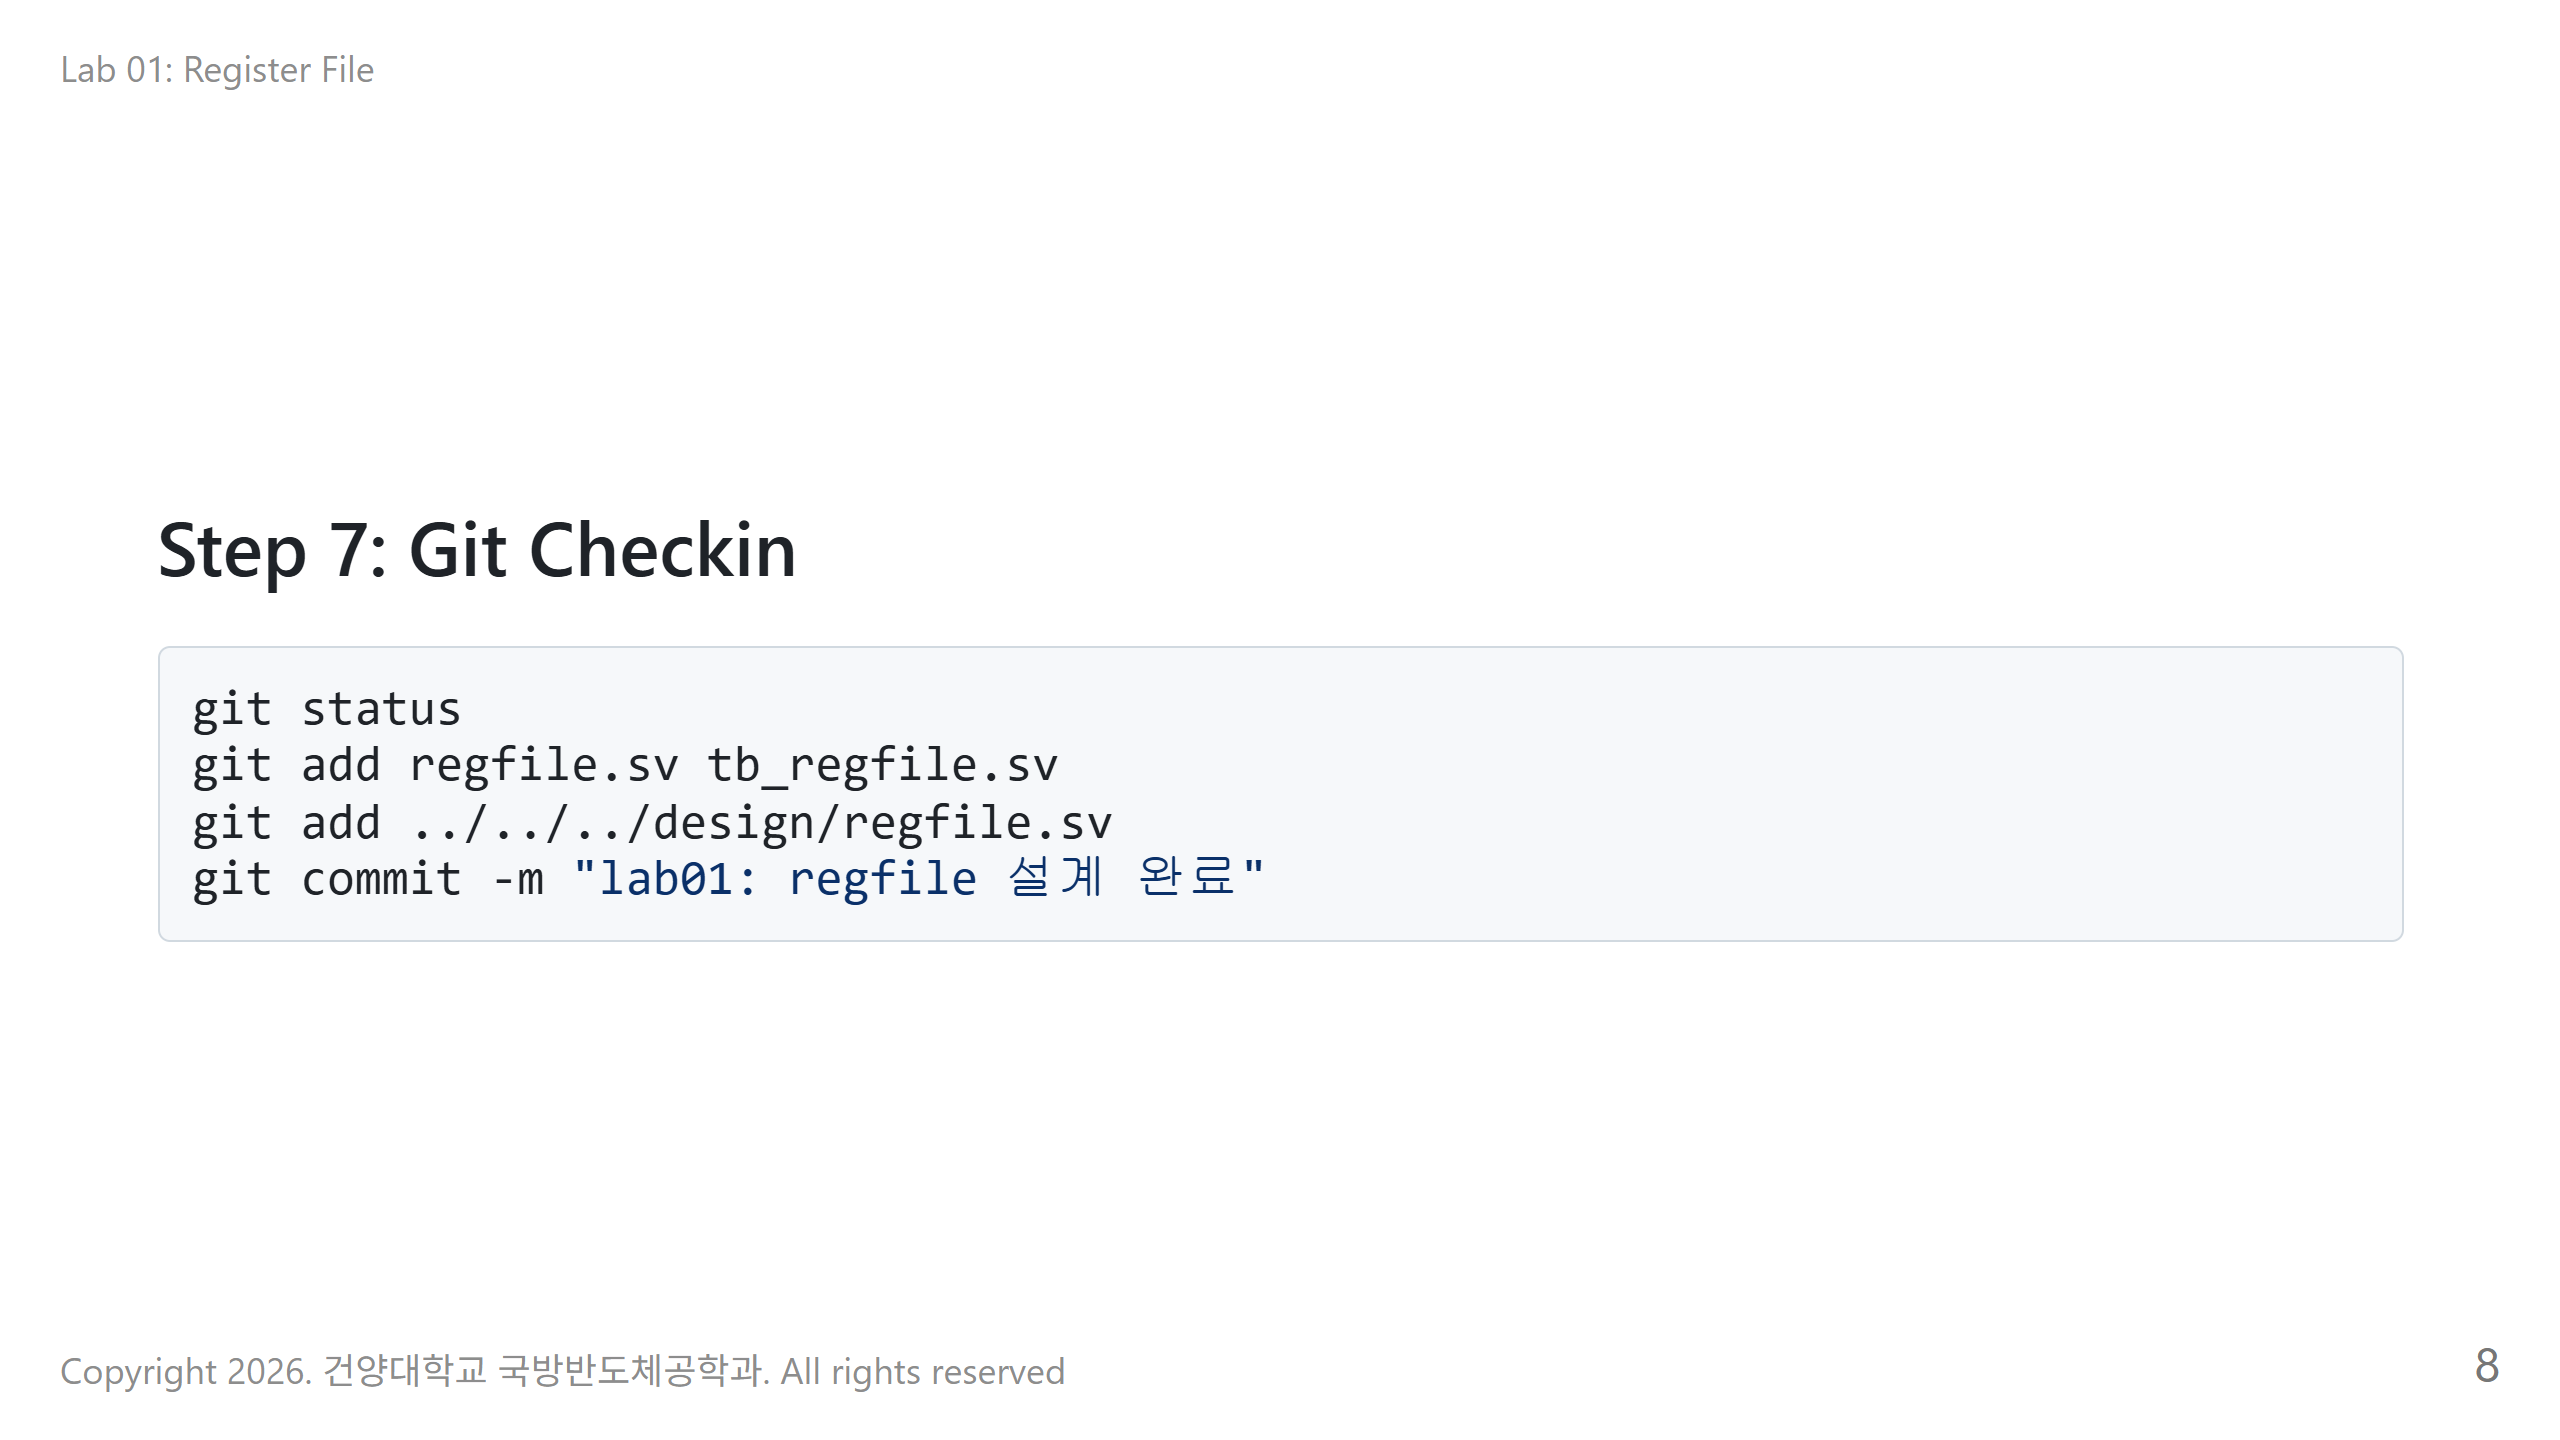 Lab 01: Register File
Step 7: Git Checkin
git status
git add regfile.sv tb_regfile.sv
git add ../../../design/regfile.sv
git commit -m "lab01: regfile 설계 완료"
Copyright 2026. 건양대학교 국방반도체공학과. All rights reserved
8